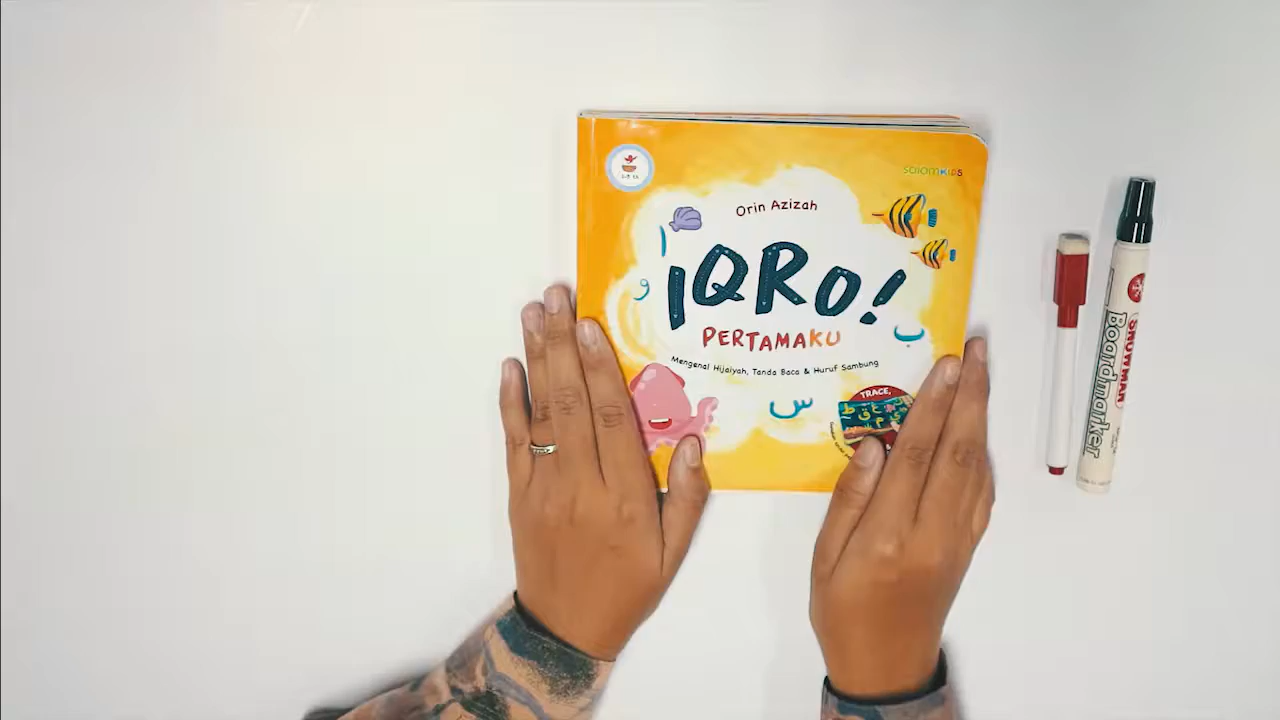 salamKIDS
Orin Azizah
ا
و
IQRO!
ب
PERTAMAKU
Mengenal Hijaiyah, Tanda Baca & Huruf Sambung
س
TRACE,
SNOWMAN
Boardmarker